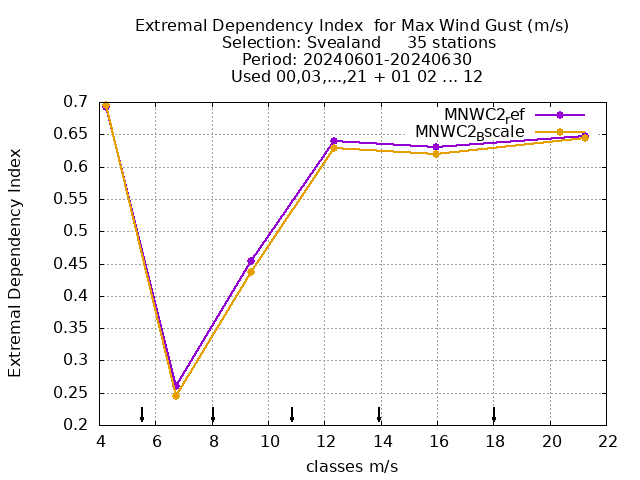 Extremal Dependency Index  for Max Wind Gust (m/s)
Selection: Svealand     35 stations
Period: 20240601-20240630
Used 00,03,...,21 + 01 02 ... 12
Extremal Dependency Index
0.7
0.65
0.6
0.55
0.5
0.45
0.4
0.35
0.3
0.25
0.2
MNWC2_ref
MNWC2_Bscale
4 6 8 10 12 14 16 18 20 22
classes m/s